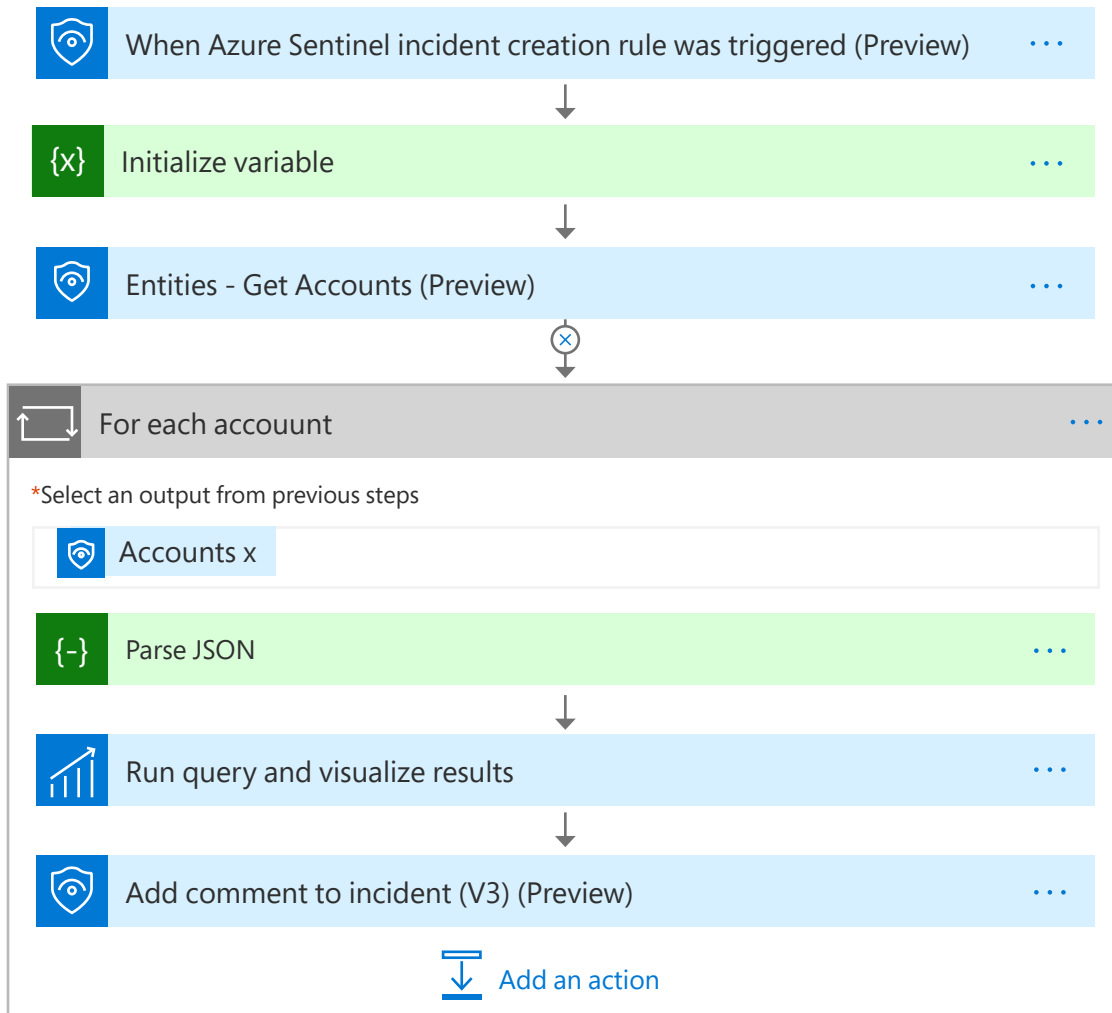 When Azure Sentinel incident creation rule was triggered (Preview)
{x} Initialize variable
Entities - Get Accounts (Preview)
For each accouunt
*Select an output from previous steps
Accounts x
{-} Parse JSON
Run query and visualize results
Add comment to incident (V3) (Preview)
Add an action